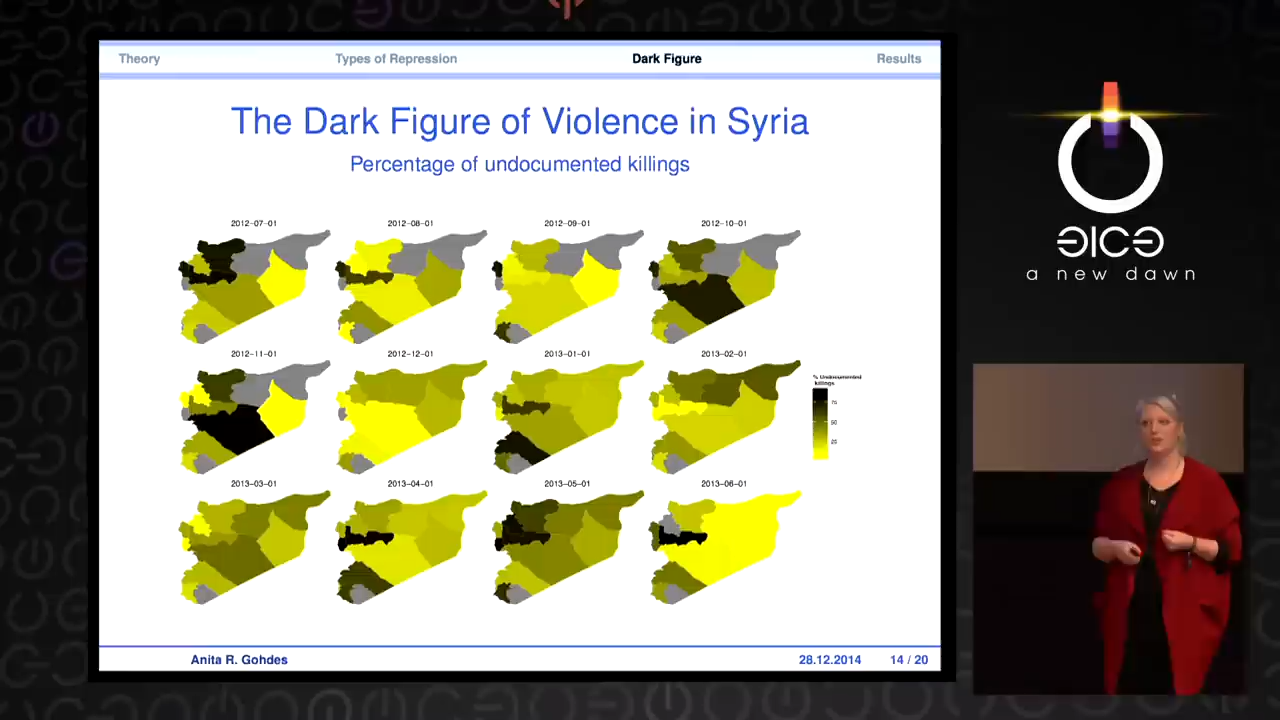 Theory
Types of Repression
Dark Figure
Results
The Dark Figure of Violence in Syria
Percentage of undocumented killings
2012-07-01
2012-08-01
2012-09-01
2012-10-01
2012-11-01
2012-12-01
2013-01-01
2013-02-01
% Undocumented
killings
75
50
25
2013-03-01
2013-04-01
2013-05-01
2013-06-01
Anita R. Gohdes
28.12.2014
14 / 20
a new dawn